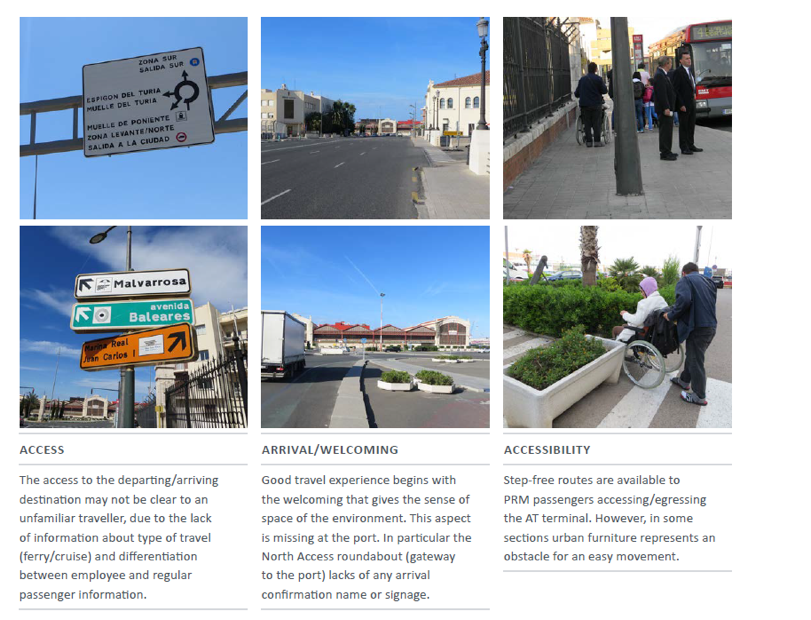 ZONA SUR
SALIDA SUR
ESPIGON DEL TURIA
MUELLE DEL TURIA
MUELLE DE PONIENTE
ZONA LEVANTE/NORTE
SALIDA A LA CIUDAD
Malvarrosa
avenida
Baleares
Marina Real
Juan Carlos I
ACCESS
The access to the departing/arriving
destination may not be clear to an
unfamiliar traveller, due to the lack
of information about type of travel
(ferry/cruise) and differentiation
between employee and regular
passenger information.
ARRIVAL/WELCOMING
Good travel experience begins with
the welcoming that gives the sense of
space of the environment. This aspect
is missing at the port. In particular the
North Access roundabout (gateway
to the port) lacks of any arrival
confirmation name or signage.
ACCESSIBILITY
Step-free routes are available to
PRM passengers accessing/egressing
the AT terminal. However, in some
sections urban furniture represents an
obstacle for an easy movement.